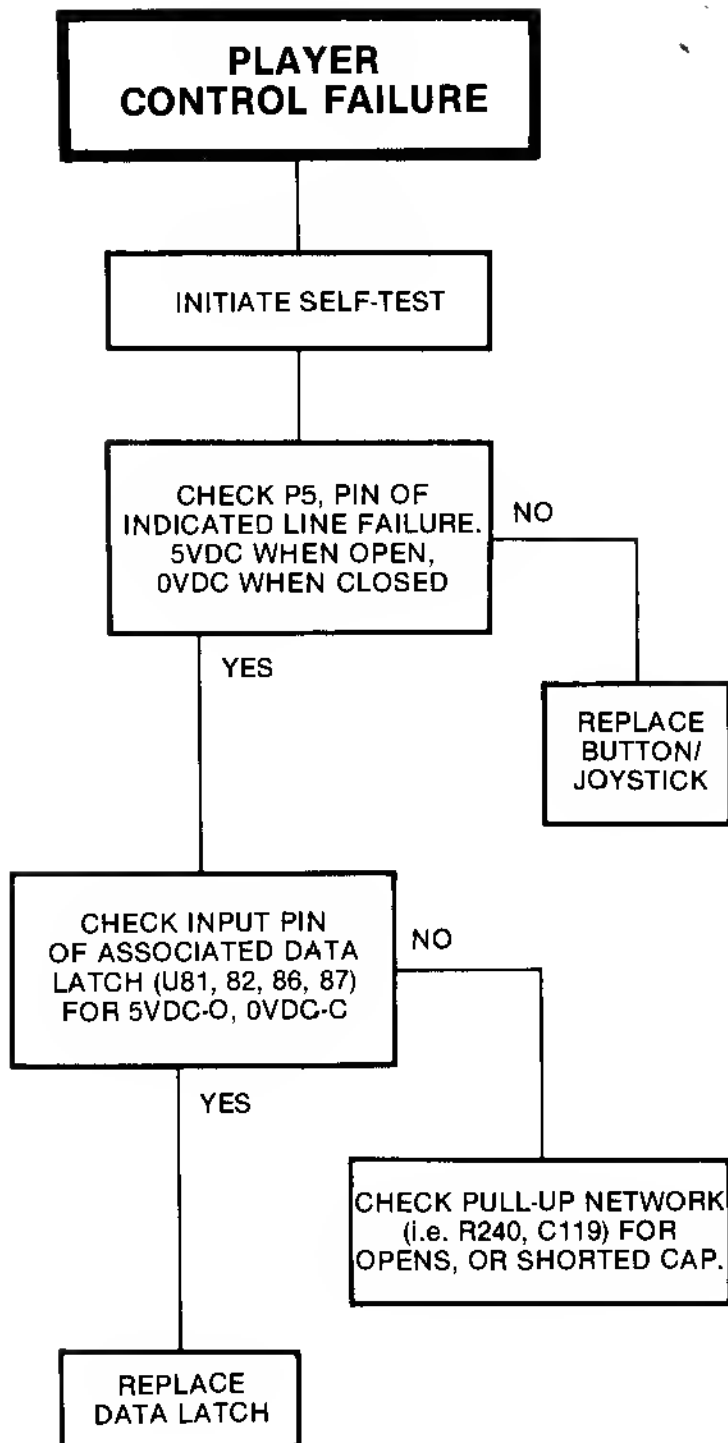 PLAYER
CONTROL FAILURE
INITIATE SELF-TEST
CHECK P5, PIN OF
INDICATED LINE FAILURE.
5VDC WHEN OPEN,
0VDC WHEN CLOSED
NO
YES
REPLACE
BUTTON/
JOYSTICK
CHECK INPUT PIN
OF ASSOCIATED DATA
LATCH (U81, 82, 86, 87)
FOR 5VDC-O, 0VDC-C
NO
YES
CHECK PULL-UP NETWORK
(i.e. R240, C119) FOR
OPENS, OR SHORTED CAP.
REPLACE
DATA LATCH